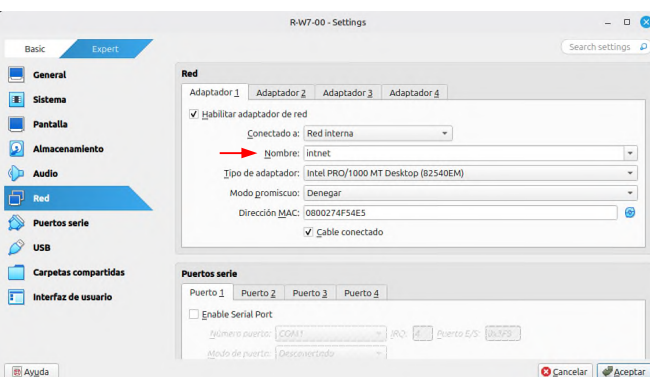 R-W7-00 - Settings
Basic Expert Search settings
General
Sistema
Pantalla
Almacenamiento
Audio
Red
Puertos serie
USB
Carpetas compartidas
Interfaz de usuario
Red
Adaptador 1 Adaptador 2 Adaptador 3 Adaptador 4
Habilitar adaptador de red
Conectado a: Red interna
Nombre: intnet
Tipo de adaptador: Intel PRO/1000 MT Desktop (82540EM)
Modo promiscuo: Denegar
Dirección MAC: 0800274F54E5
Cable conectado
Puertos serie
Puerto 1 Puerto 2 Puerto 3 Puerto 4
Enable Serial Port
Número puerto: COM1 IRQ: 4 Puerto E/S: 0x3F8
Modo de puerto: Desconectado
Ayuda Cancelar Aceptar